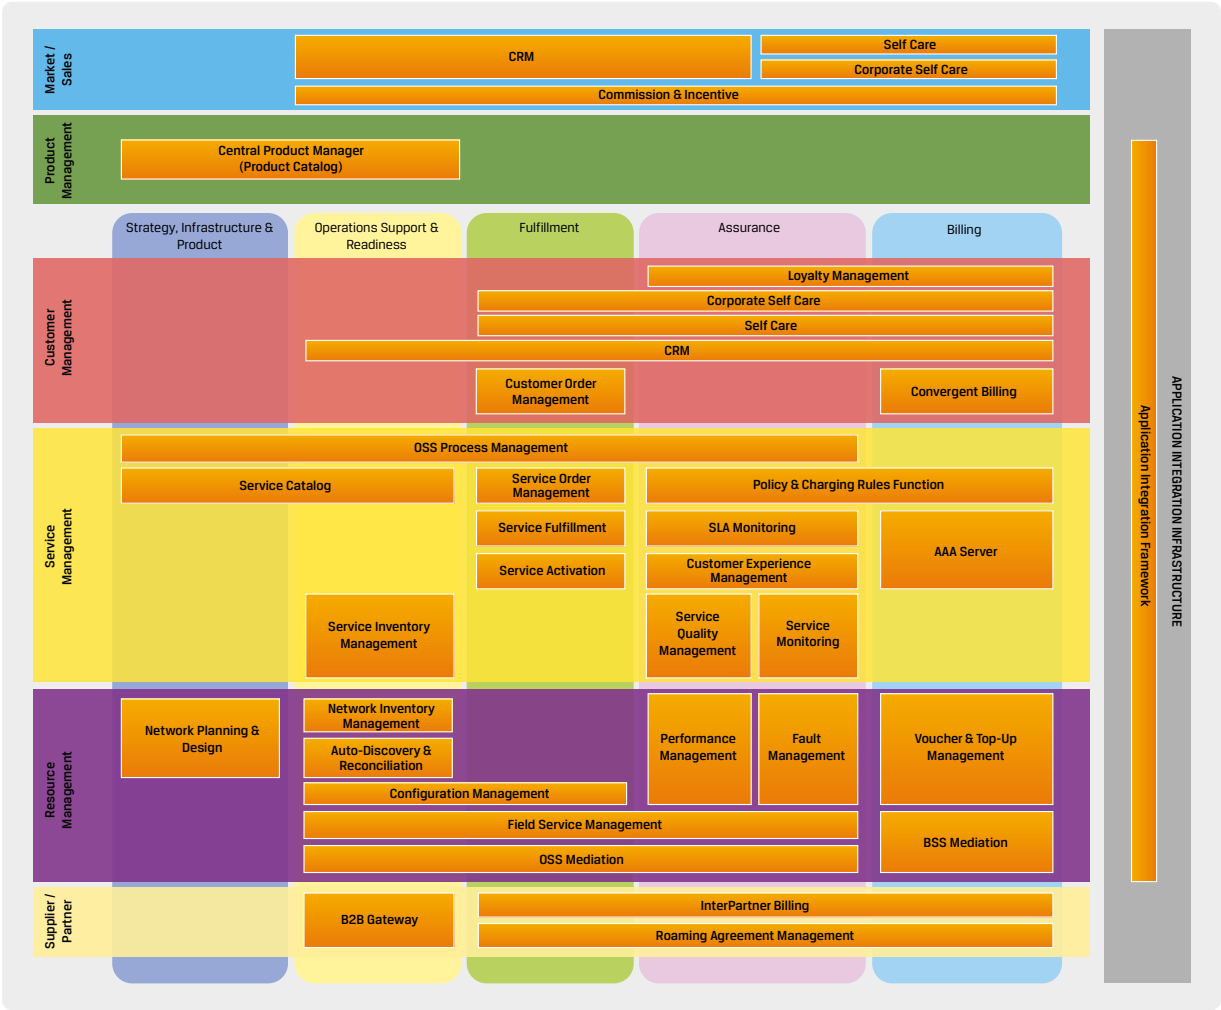 Market /
Sales
CRM
Self Care
Corporate Self Care
Commission & Incentive
Product
Management
Central Product Manager
(Product Catalog)
Strategy, Infrastructure &
Product
Operations Support &
Readiness
Fulfillment
Assurance
Billing
Customer
Management
Loyalty Management
Corporate Self Care
Self Care
CRM
Customer Order
Management
Convergent Billing
Service
Management
OSS Process Management
Service Catalog
Service Order
Management
Policy & Charging Rules Function
Service Fulfillment
SLA Monitoring
AAA Server
Service Activation
Customer Experience
Management
Service Inventory
Management
Service
Quality
Management
Service
Monitoring
Resource
Management
Network Planning &
Design
Network Inventory
Management
Auto-Discovery &
Reconciliation
Configuration Management
Performance
Management
Fault
Management
Voucher & Top-Up
Management
Field Service Management
OSS Mediation
BSS Mediation
Supplier /
Partner
B2B Gateway
InterPartner Billing
Roaming Agreement Management
Application Integration Framework
APPLICATION INTEGRATION INFRASTRUCTURE